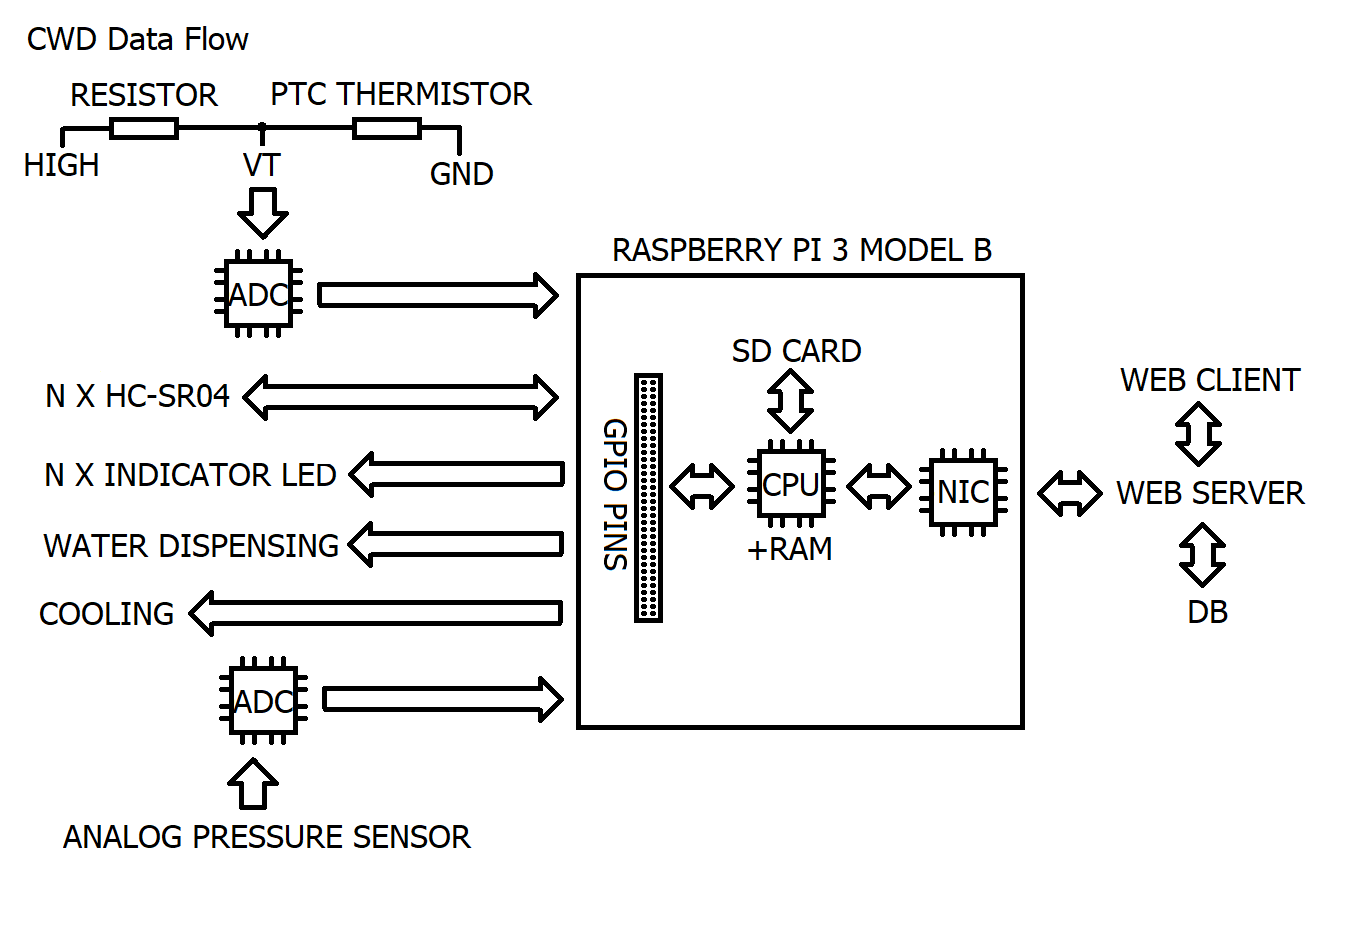 CWD Data Flow
RESISTOR
PTC THERMISTOR
HIGH
VT
GND
ADC
RASPBERRY PI 3 MODEL B
N X HC-SR04
N X INDICATOR LED
WATER DISPENSING
COOLING
ADC
ANALOG PRESSURE SENSOR
GPIO PINS
SD CARD
CPU
+RAM
NIC
WEB CLIENT
WEB SERVER
DB